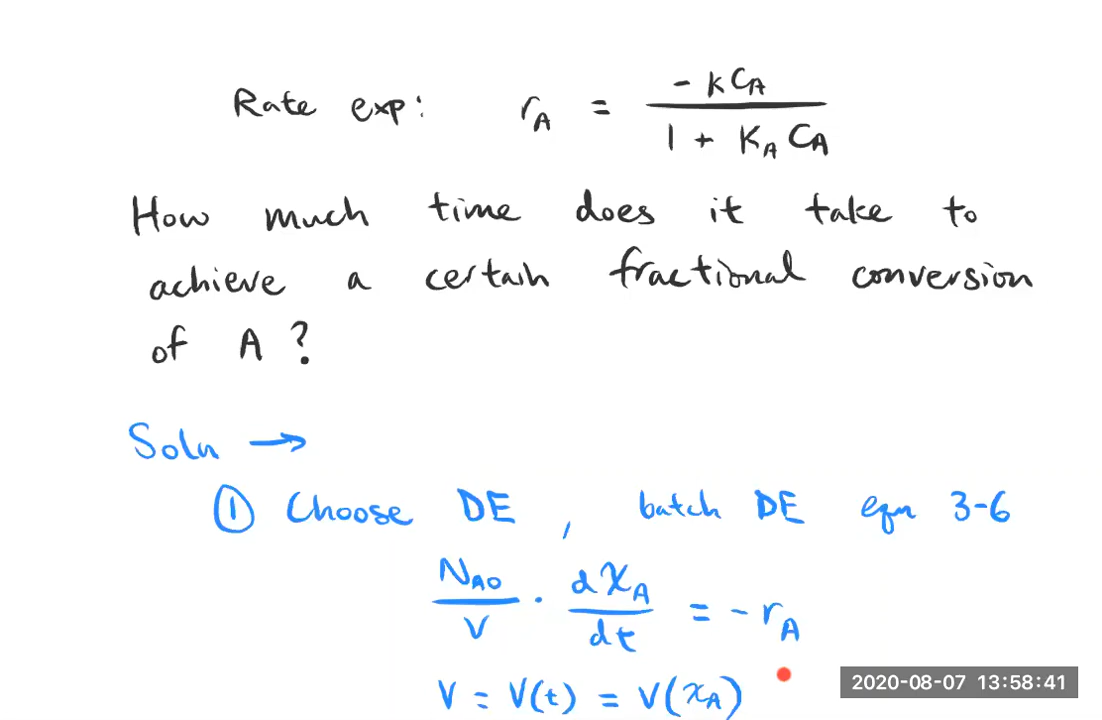 Rate exp: r_A = -kC_A / (1 + K_A C_A)
How much time does it take to
achieve a certain fractional conversion
of A ?
Soln →
① Choose DE , batch DE eqn 3-6
N_A0 / V · dX_A / dt = -r_A
V = V(t) = V(x_A)
2020-08-07 13:58:41